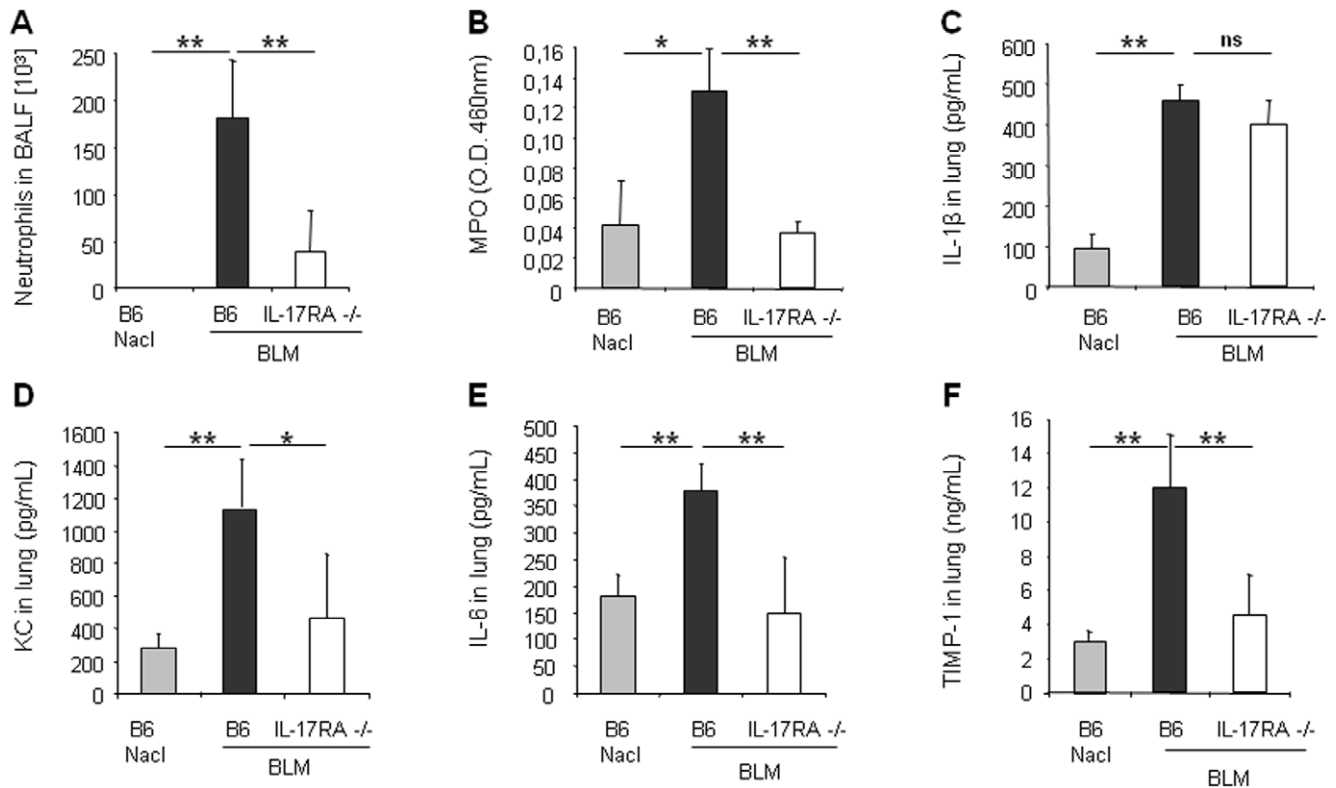 A
Neutrophils in BALF [10³]
250
200
150
100
50
0
** **
B6
Nacl
B6 IL-17RA -/-
BLM
B
MPO (O.D. 460nm)
0,16
0,14
0,12
0,10
0,08
0,06
0,04
0,02
0
* **
B6
Nacl
B6 IL-17RA -/-
BLM
C
IL-1β in lung (pg/mL)
600
500
400
300
200
100
0
** ns
B6
Nacl
B6 IL-17RA -/-
BLM
D
KC in lung (pg/mL)
1600
1400
1200
1000
800
600
400
200
0
** *
B6
Nacl
B6 IL-17RA -/-
BLM
E
IL-6 in lung (pg/mL)
500
450
400
350
300
250
200
150
100
50
0
** **
B6
Nacl
B6 IL-17RA -/-
BLM
F
TIMP-1 in lung (ng/mL)
16
14
12
10
8
6
4
2
0
** **
B6
Nacl
B6 IL-17RA -/-
BLM